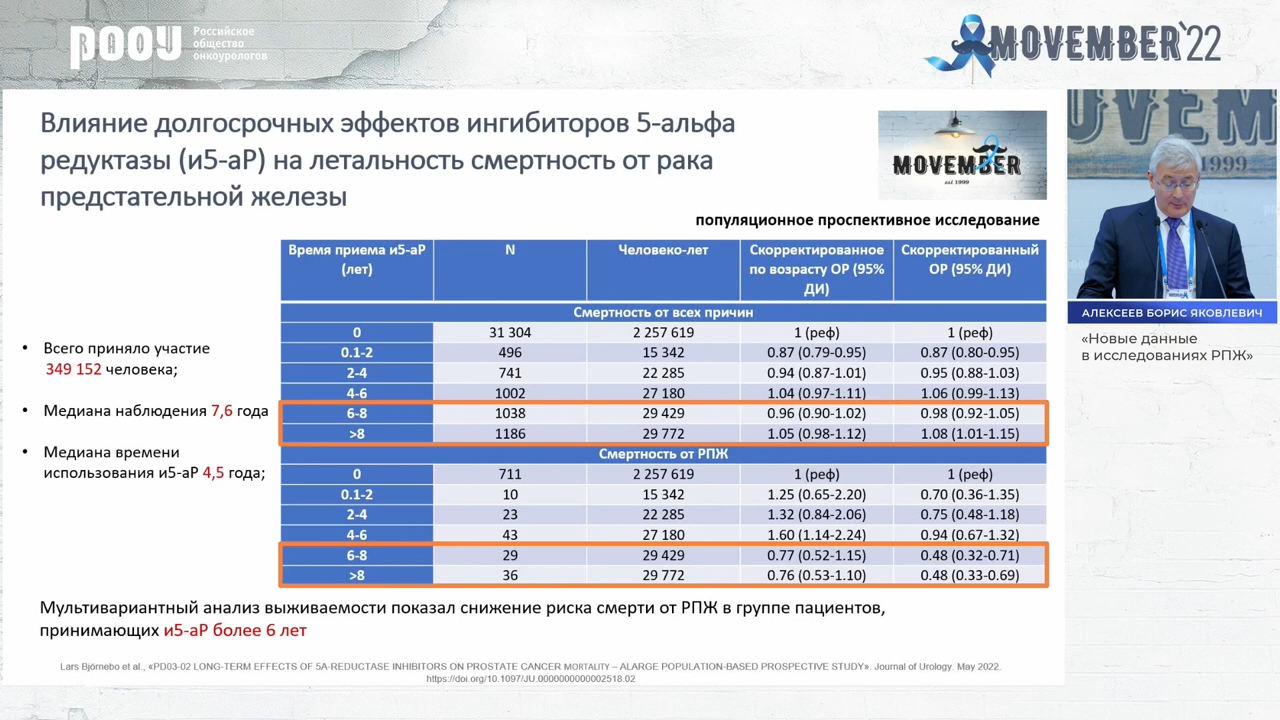 РООУ
Российское
общество
онкоурологов
MOVEMBER'22
Влияние долгосрочных эффектов ингибиторов 5-альфа
редуктазы (и5-аР) на летальность смертность от рака
предстательной железы
MOVEMBER
est.1999
популяционное проспективное исследование
Время приема и5-аР (лет) N Человеко-лет Скорректированное по возрасту ОР (95% ДИ) Скорректированный ОР (95% ДИ)
Смертность от всех причин
0 31 304 2 257 619 1 (реф) 1 (реф)
0.1-2 496 15 342 0.87 (0.79-0.95) 0.87 (0.80-0.95)
2-4 741 22 285 0.94 (0.87-1.01) 0.95 (0.88-1.03)
4-6 1002 27 180 1.04 (0.97-1.11) 1.06 (0.99-1.13)
6-8 1038 29 429 0.96 (0.90-1.02) 0.98 (0.92-1.05)
>8 1186 29 772 1.05 (0.98-1.12) 1.08 (1.01-1.15)
Смертность от РПЖ
0 711 2 257 619 1 (реф) 1 (реф)
0.1-2 10 15 342 1.25 (0.65-2.20) 0.70 (0.36-1.35)
2-4 23 22 285 1.32 (0.84-2.06) 0.75 (0.48-1.18)
4-6 43 27 180 1.60 (1.14-2.24) 0.94 (0.67-1.32)
6-8 29 29 429 0.77 (0.52-1.15) 0.48 (0.32-0.71)
>8 36 29 772 0.76 (0.53-1.10) 0.48 (0.33-0.69)
• Всего приняло участие
349 152 человека;
• Медиана наблюдения 7,6 года
• Медиана времени
использования и5-аР 4,5 года;
Мультивариантный анализ выживаемости показал снижение риска смерти от РПЖ в группе пациентов,
принимающих и5-аР более 6 лет
Lars Björnebo et al., «PD03-02 LONG-TERM EFFECTS OF 5Α-REDUCTASE INHIBITORS ON PROSTATE CANCER MORTALITY – ALARGE POPULATION-BASED PROSPECTIVE STUDY». Journal of Urology. May 2022.
https://doi.org/10.1097/JU.0000000000002518.02
OVEM
1999
АЛЕКСЕЕВ БОРИС ЯКОВЛЕВИЧ
«Новые данные
в исследованиях РПЖ»